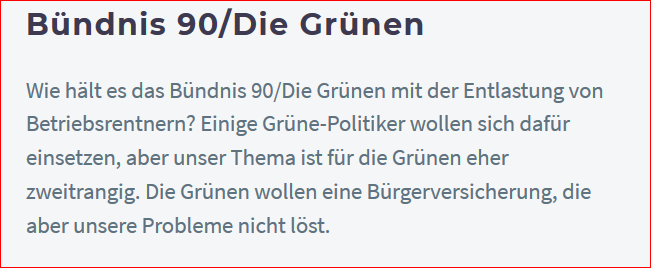 Bündnis 90/Die Grünen
Wie hält es das Bündnis 90/Die Grünen mit der Entlastung von
Betriebsrentnern? Einige Grüne-Politiker wollen sich dafür
einsetzen, aber unser Thema ist für die Grünen eher
zweitrangig. Die Grünen wollen eine Bürgerversicherung, die
aber unsere Probleme nicht löst.